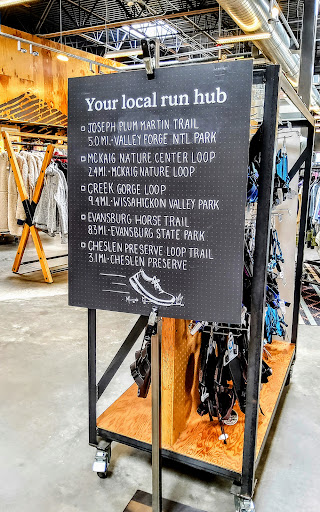 Your local run hub
JOSEPH PLUM MARTIN TRAIL
5.0 MI.-VALLEY FORGE NTL PARK
MCKAIG NATURE CENTER LOOP
2.4 MI.-MCKAIG NATURE LOOP
CREEK GORGE LOOP
9.4 MI.-WISSAHICKON VALLEY PARK
EVANSBURG HORSE TRAIL
8.3 MI.-EVANSBURG STATE PARK
CHESLEN PRESERVE LOOP TRAIL
3.1 MI.-CHESLEN PRESERVE